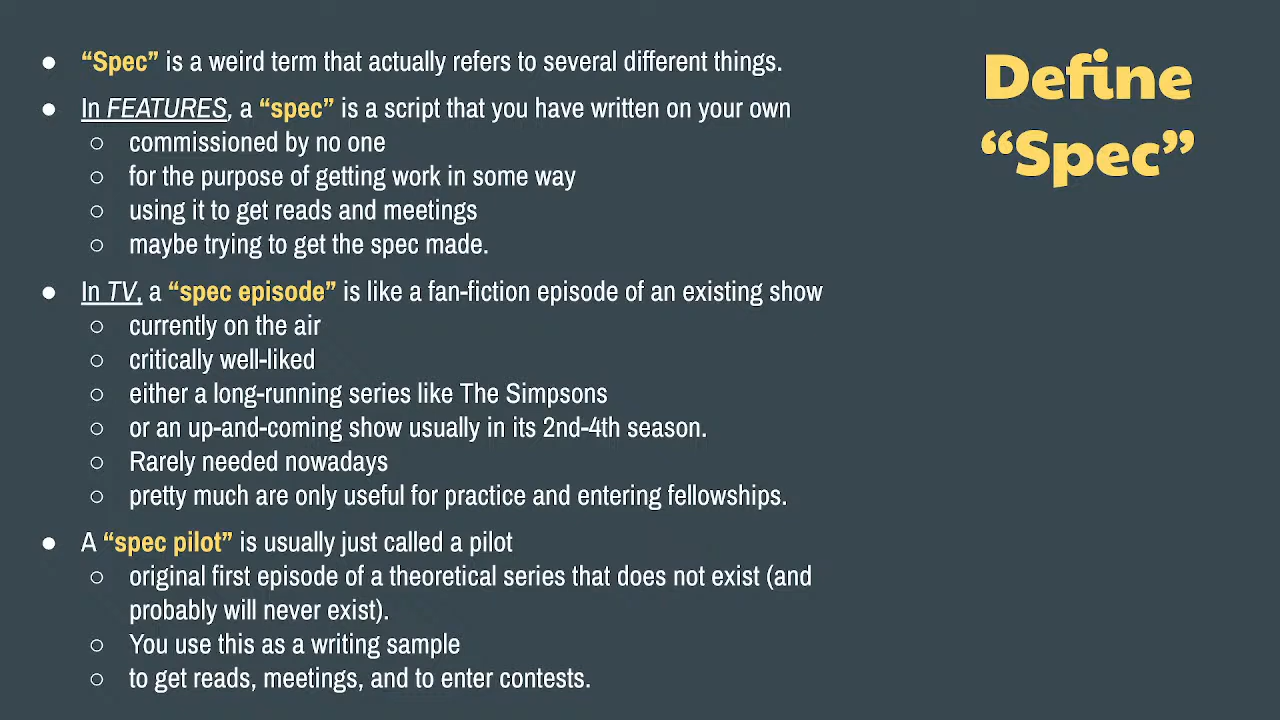 Define
“Spec”
● “Spec” is a weird term that actually refers to several different things.
● In FEATURES, a “spec” is a script that you have written on your own
○ commissioned by no one
○ for the purpose of getting work in some way
○ using it to get reads and meetings
○ maybe trying to get the spec made.
● In TV, a “spec episode” is like a fan-fiction episode of an existing show
○ currently on the air
○ critically well-liked
○ either a long-running series like The Simpsons
○ or an up-and-coming show usually in its 2nd-4th season.
○ Rarely needed nowadays
○ pretty much are only useful for practice and entering fellowships.
● A “spec pilot” is usually just called a pilot
○ original first episode of a theoretical series that does not exist (and
probably will never exist).
○ You use this as a writing sample
○ to get reads, meetings, and to enter contests.